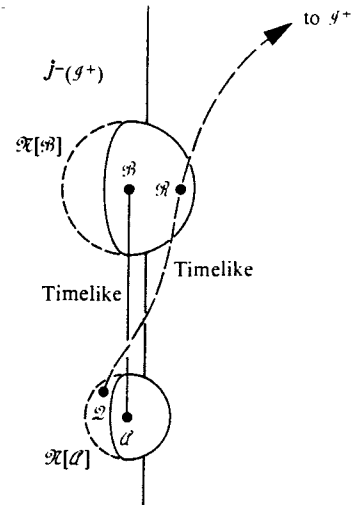 to 𝒥⁺
j⁻(𝒥⁺)
𝔑[ℬ]
ℬ
ℛ
Timelike
Timelike
𝒬
𝒜
𝔑[𝒜]